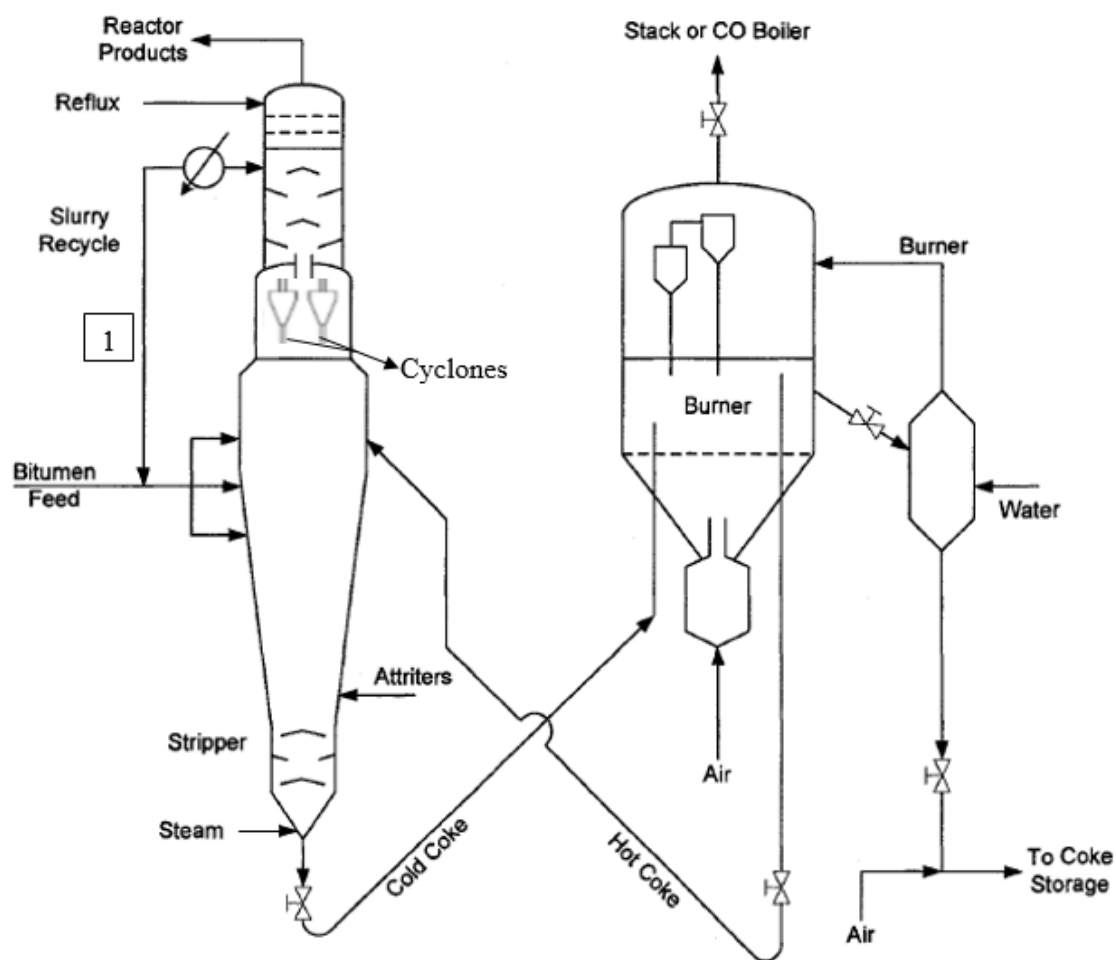 Reactor
Products
Stack or CO Boiler
Reflux
Slurry
Recycle
Burner
1
Cyclones
Burner
Bitumen
Feed
Water
Attriters
Stripper
Air
Steam
Cold Coke
Hot Coke
To Coke
Storage
Air